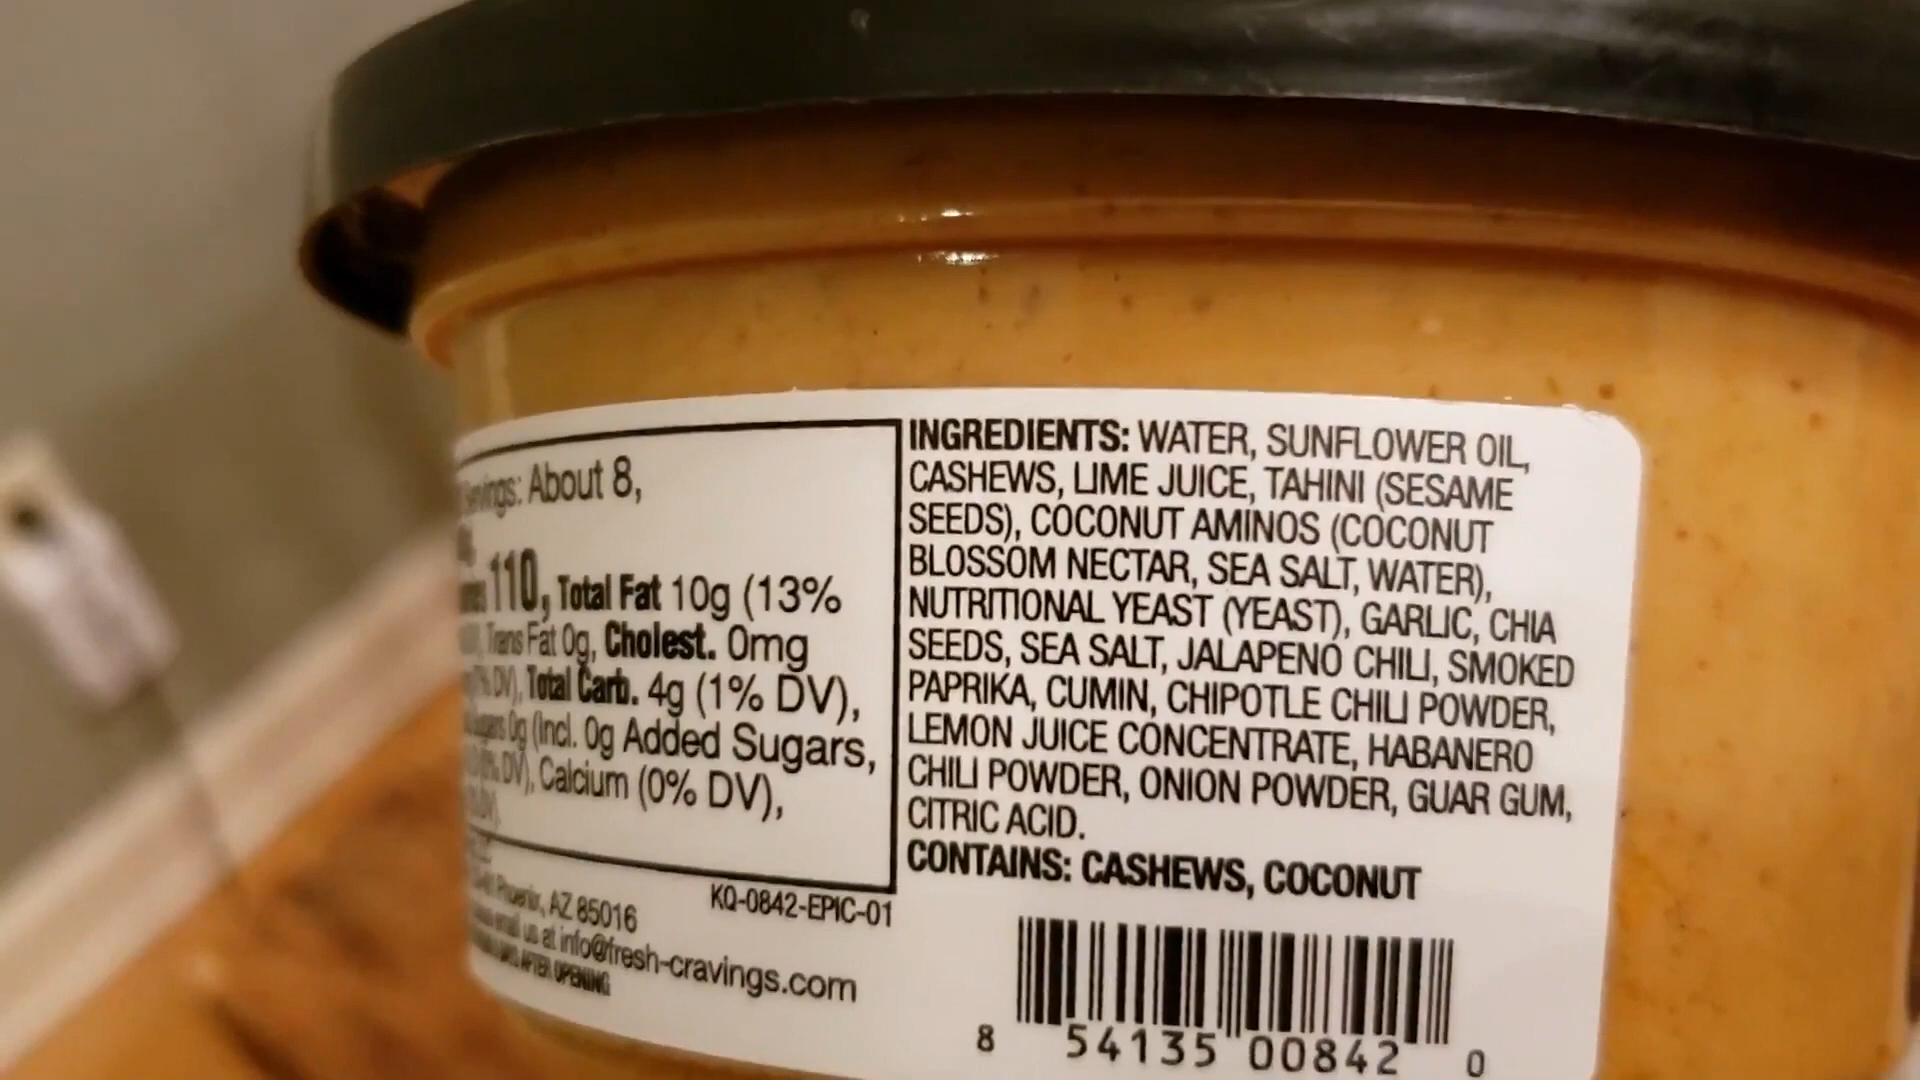 Servings: About 8,
110, Total Fat 10g (13%
Trans Fat 0g, Cholest. 0mg
DV), Total Carb. 4g (1% DV),
Sugars 0g (Incl. 0g Added Sugars,
DV), Calcium (0% DV),
KQ-0842-EPIC-01
Phoenix, AZ 85016
email us at info@fresh-cravings.com
AFTER OPENING
INGREDIENTS: WATER, SUNFLOWER OIL,
CASHEWS, LIME JUICE, TAHINI (SESAME
SEEDS), COCONUT AMINOS (COCONUT
BLOSSOM NECTAR, SEA SALT, WATER),
NUTRITIONAL YEAST (YEAST), GARLIC, CHIA
SEEDS, SEA SALT, JALAPENO CHILI, SMOKED
PAPRIKA, CUMIN, CHIPOTLE CHILI POWDER,
LEMON JUICE CONCENTRATE, HABANERO
CHILI POWDER, ONION POWDER, GUAR GUM,
CITRIC ACID.
CONTAINS: CASHEWS, COCONUT
8 54135 00842 0